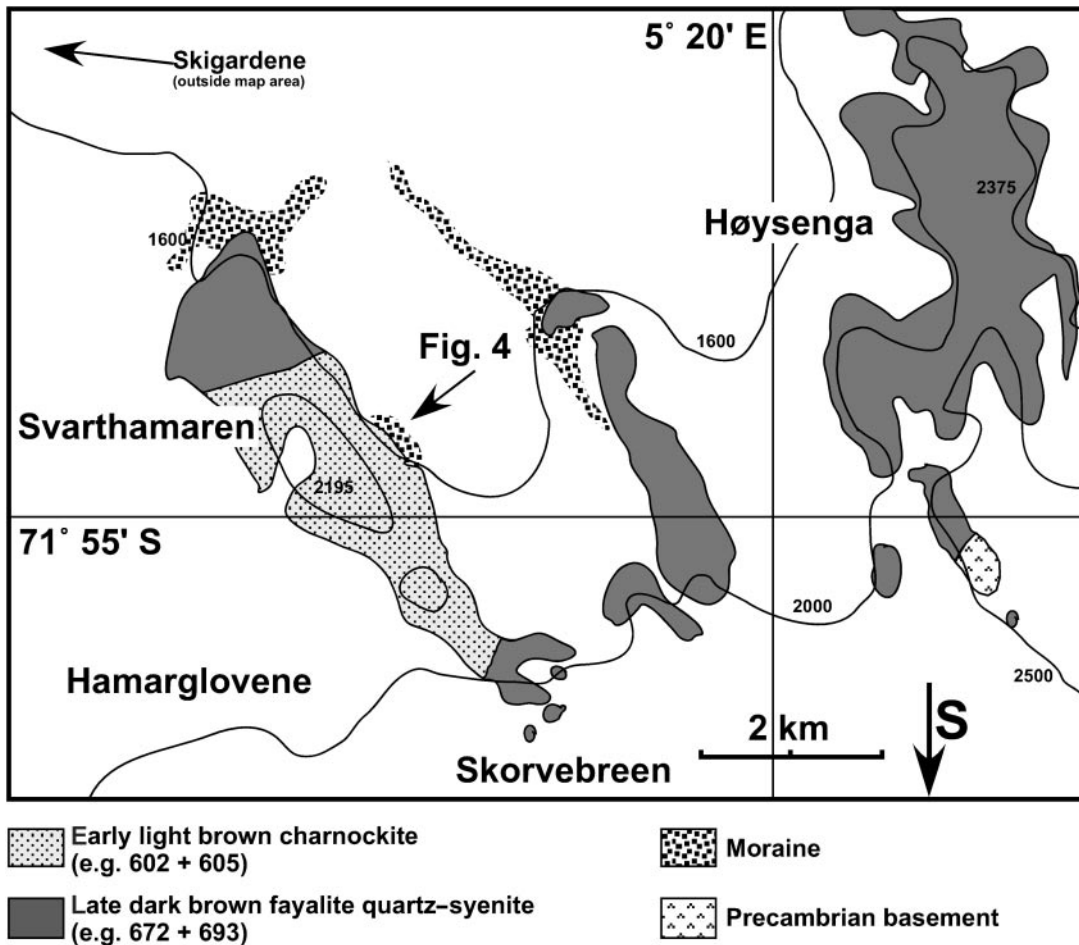 5° 20' E
Skigardene
(outside map area)
2375
Høysenga
1600
1600
Fig. 4
Svarthamaren
2195
71° 55' S
2000
Hamarglovene
2500
S
2 km
Skorvebreen
Early light brown charnockite
(e.g. 602 + 605)
Moraine
Late dark brown fayalite quartz–syenite
(e.g. 672 + 693)
Precambrian basement